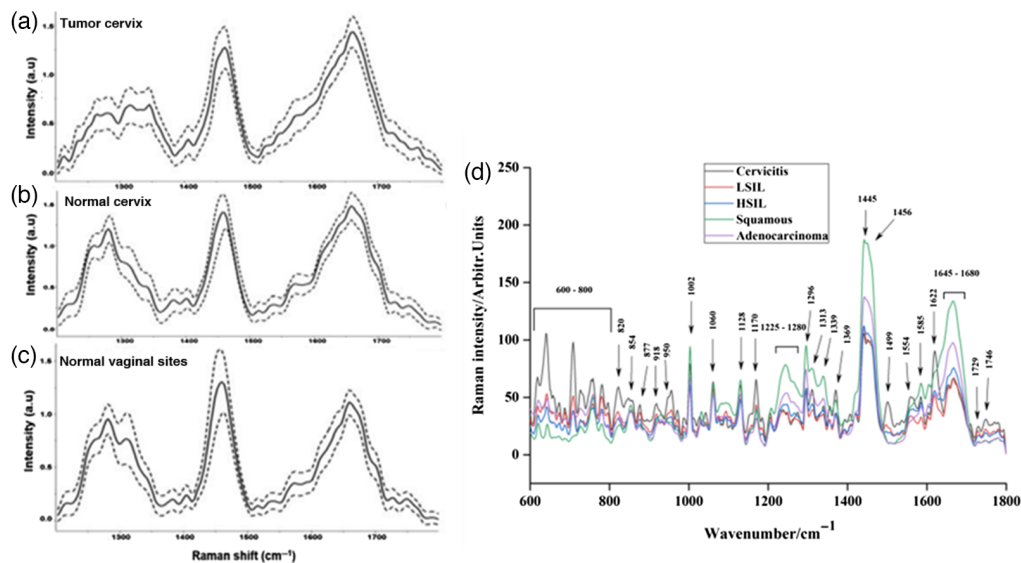 (a)
Tumor cervix
Intensity (a.u)
1.5
1.0
0.5
0.0
1300
1400
1500
1600
1700
(b)
Normal cervix
Intensity (a.u)
1.5
1.0
0.5
0.0
1300
1400
1500
1600
1700
(c)
Normal vaginal sites
Intensity (a.u)
1.5
1.0
0.5
0.0
1300
1400
1500
1600
1700
Raman shift (cm⁻¹)
(d)
Cervicitis
LSIL
HSIL
Squamous
Adenocarcinoma
Raman intensity/Arbitr.Units
250
200
150
100
50
0
600 - 800
820
854
877
918
950
1002
1060
1128
1170
1225 - 1280
1296
1313
1339
1369
1445
1456
1499
1554
1585
1622
1645 - 1680
1729
1746
600
800
1000
1200
1400
1600
1800
Wavenumber/cm⁻¹